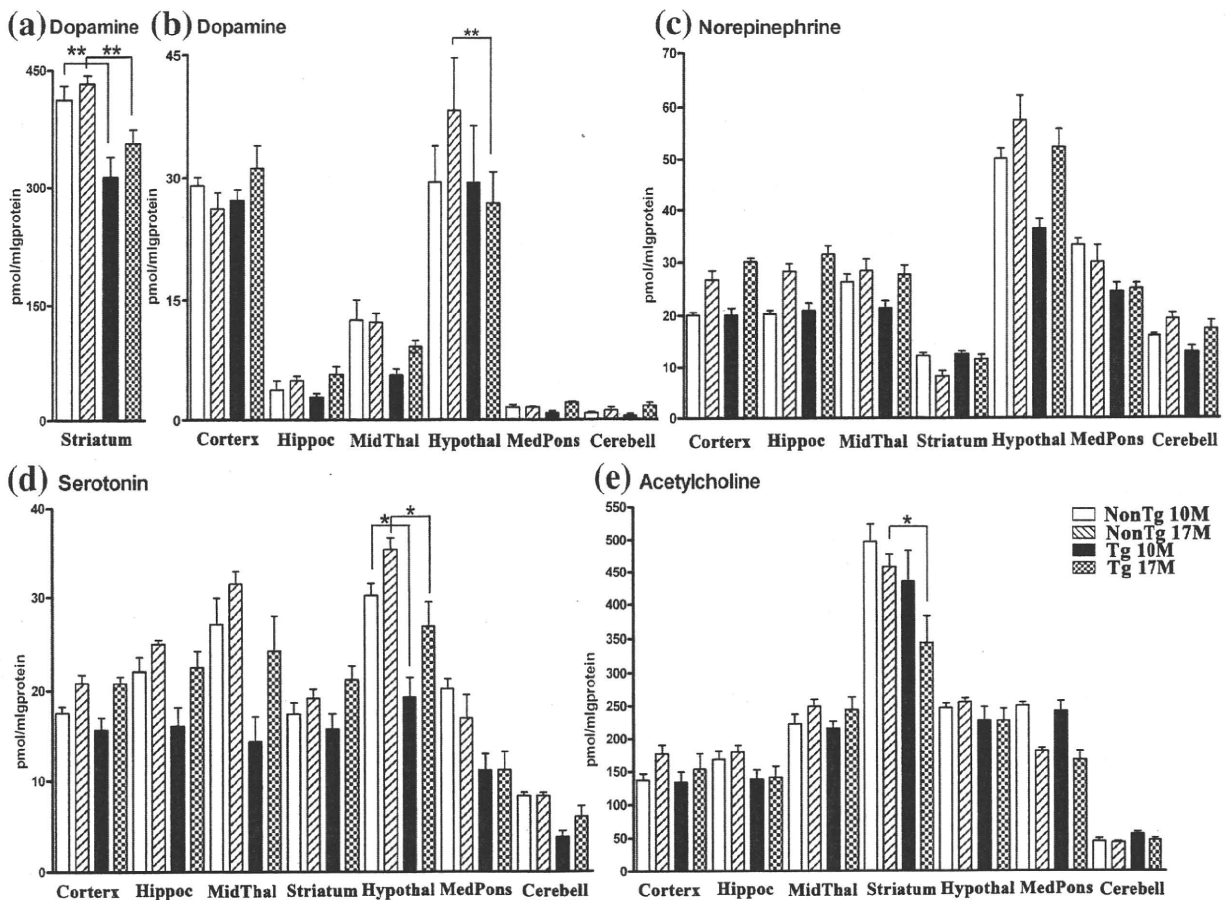 (a) Dopamine
** **
450
300
150
0
pmol/mlgprotein
Striatum
(b) Dopamine
**
45
30
15
0
pmol/mlgprotein
Corterx Hippoc MidThal Hypothal MedPons Cerebell
(c) Norepinephrine
70
60
50
40
30
20
10
0
pmol/mlgprotein
Corterx Hippoc MidThal Striatum Hypothal MedPons Cerebell
(d) Serotonin
* *
40
30
20
10
0
pmol/mlgprotein
Corterx Hippoc MidThal Striatum Hypothal MedPons Cerebell
(e) Acetylcholine
*
550
500
450
400
350
300
250
200
150
100
50
0
pmol/mlgprotein
Corterx Hippoc MidThal Striatum Hypothal MedPons Cerebell
NonTg 10M
NonTg 17M
Tg 10M
Tg 17M